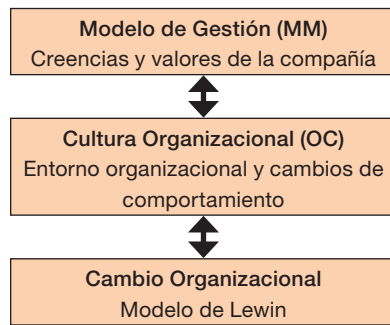 Modelo de Gestión (MM)
Creencias y valores de la compañía
Cultura Organizacional (OC)
Entorno organizacional y cambios de
comportamiento
Cambio Organizacional
Modelo de Lewin